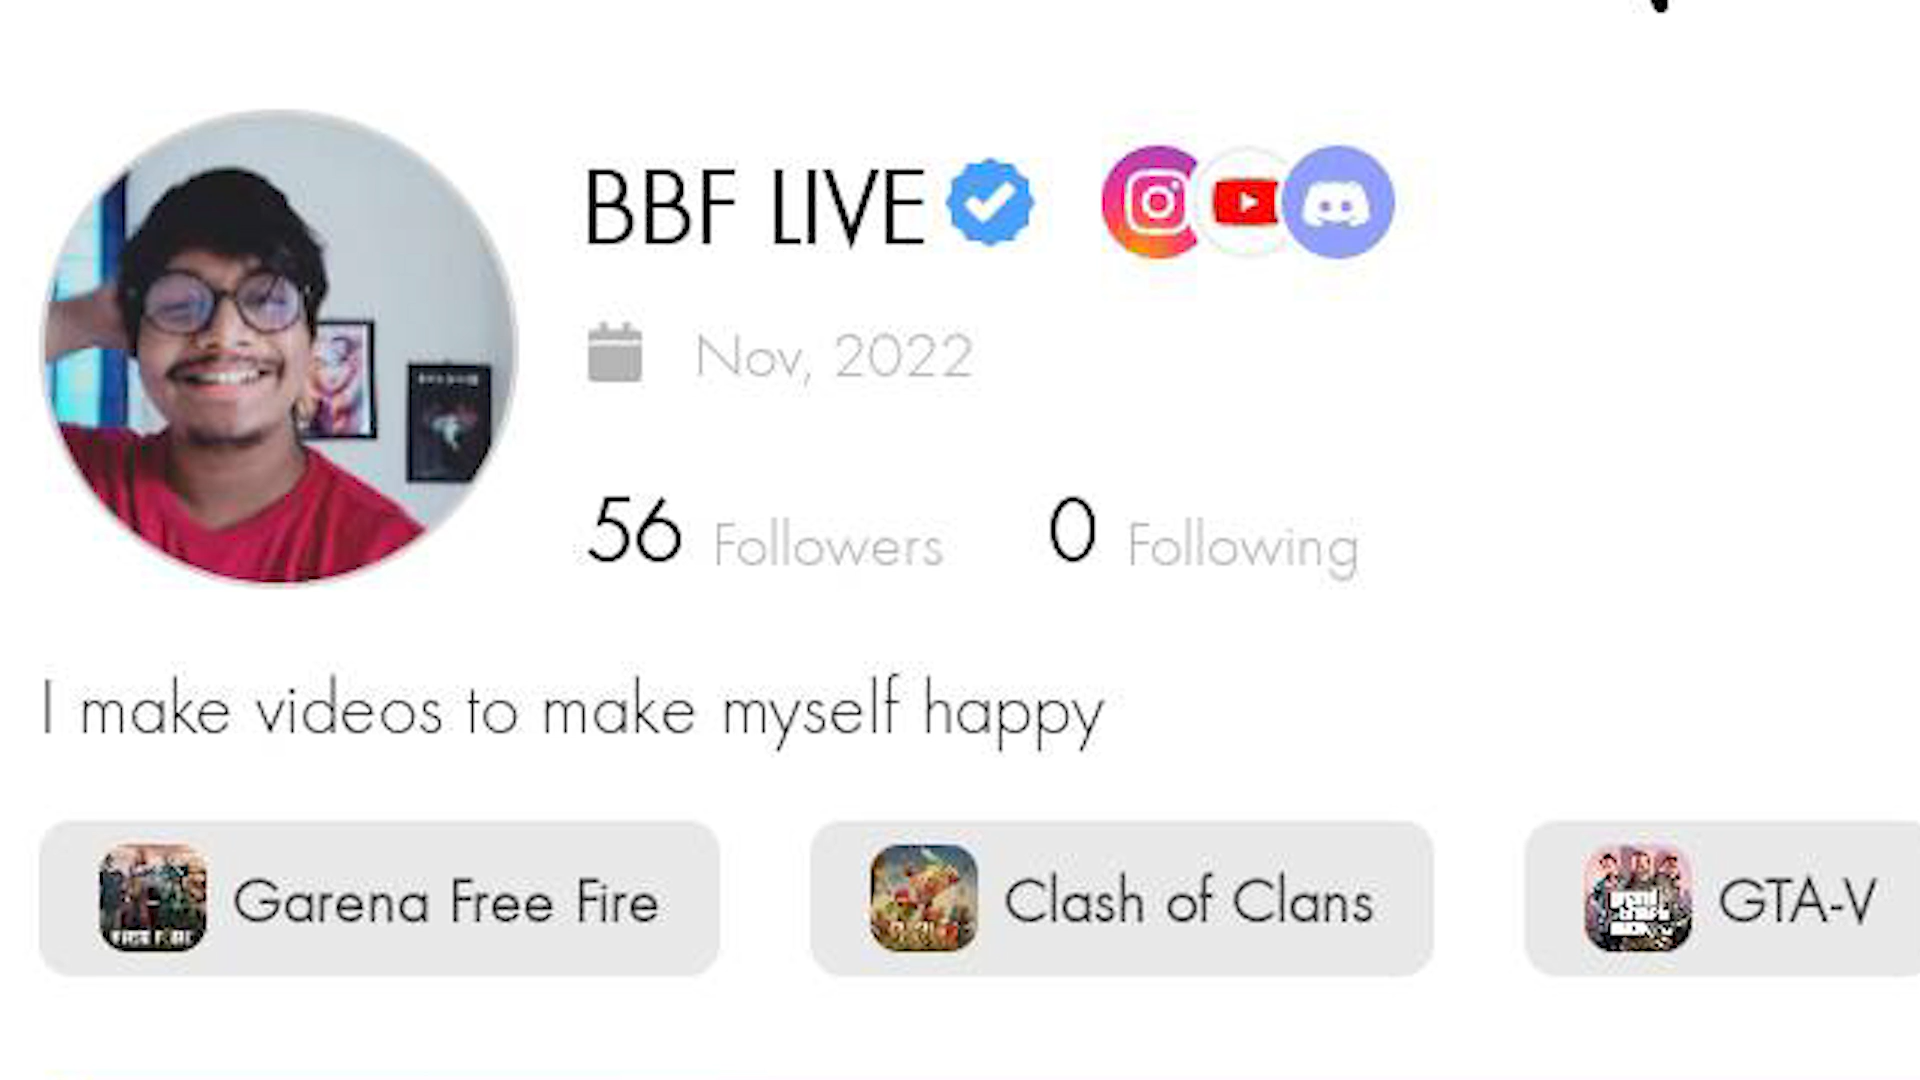 BBF LIVE
Nov, 2022
56 Followers 0 Following
I make videos to make myself happy
Garena Free Fire Clash of Clans GTA-V